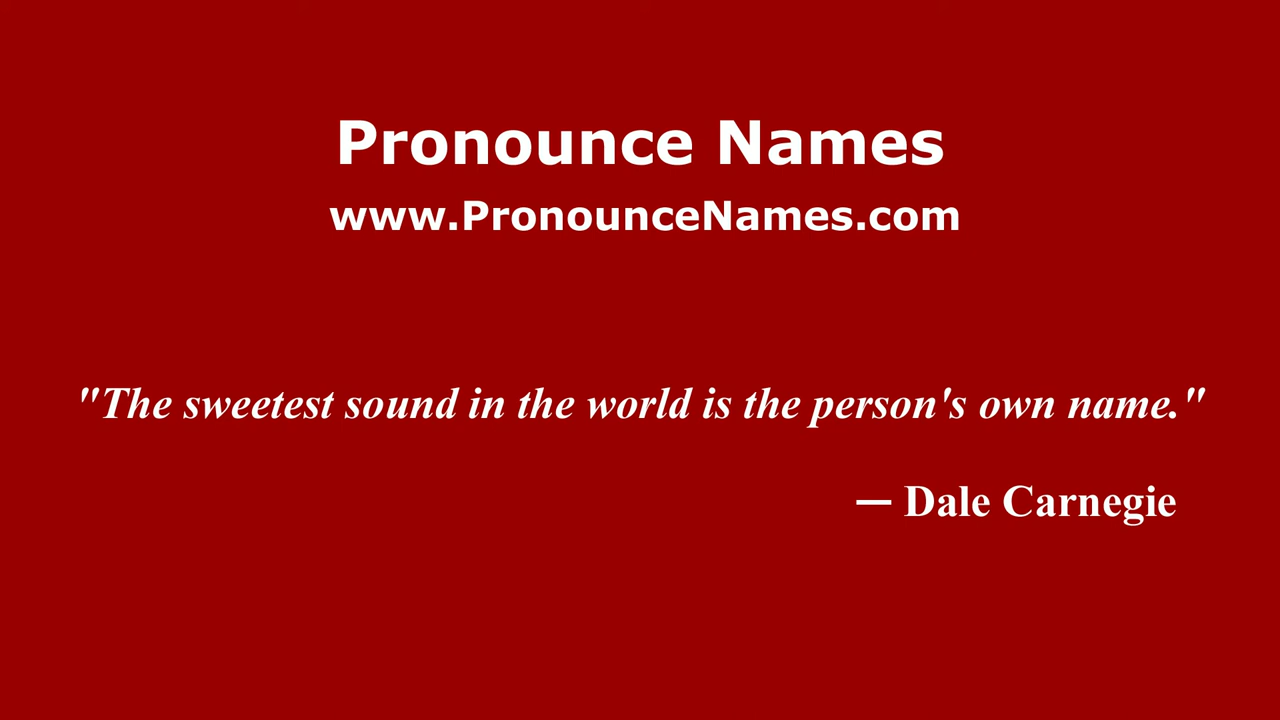 Pronounce Names
www.PronounceNames.com
"The sweetest sound in the world is the person's own name."
— Dale Carnegie